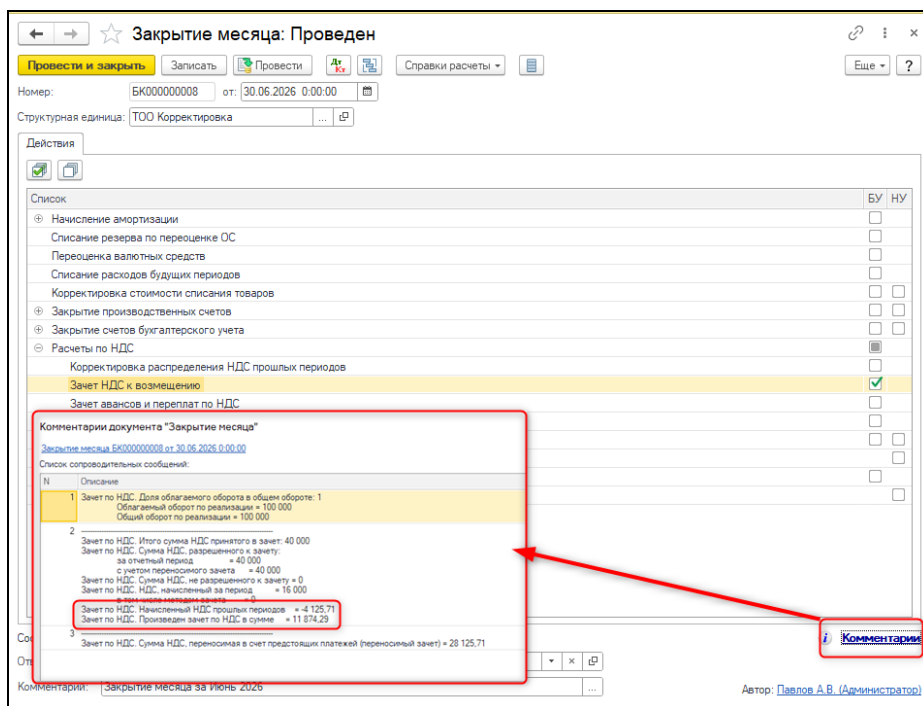 Закрытие месяца: Проведен
Провести и закрыть Записать Провести Дт Кт Справки расчеты Еще ?
Номер: БК000000008 от: 30.06.2026 0:00:00
Структурная единица: ТОО Корректировка ...
Действия
Список БУ НУ
Начисление амортизации
Списание резерва по переоценке ОС
Переоценка валютных средств
Списание расходов будущих периодов
Корректировка стоимости списания товаров
Закрытие производственных счетов
Закрытие счетов бухгалтерского учета
Расчеты по НДС
Корректировка распределения НДС прошлых периодов
Зачет НДС к возмещению
Зачет авансов и переплат по НДС
Комментарии документа "Закрытие месяца"
Закрытие месяца БК000000008 от 30.06.2026 0:00:00
Список сопроводительных сообщений:
N Описание
1 Зачет по НДС. Доля облагаемого оборота в общем обороте: 1
Облагаемый оборот по реализации = 100 000
Общий оборот по реализации = 100 000
2
Зачет по НДС. Итого сумма НДС принятого в зачет: 40 000
Зачет по НДС. Сумма НДС, разрешенного к зачету:
за отчетный период = 40 000
с учетом переносимого зачета = 40 000
Зачет по НДС. Сумма НДС, не разрешенного к зачету = 0
Зачет по НДС. НДС, начисленный за период = 16 000
в том числе методом зачета = 0
Зачет по НДС. Начисленный НДС прошлых периодов = -4 125,71
Зачет по НДС. Произведен зачет по НДС в сумме = 11 874,29
3
Зачет по НДС. Сумма НДС, переносимая в счет предстоящих платежей (переносимый зачет) = 28 125,71
i Комментарии
Комментарий: Закрытие месяца за Июнь 2026 ...
Автор: Павлов А.В. (Администратор)